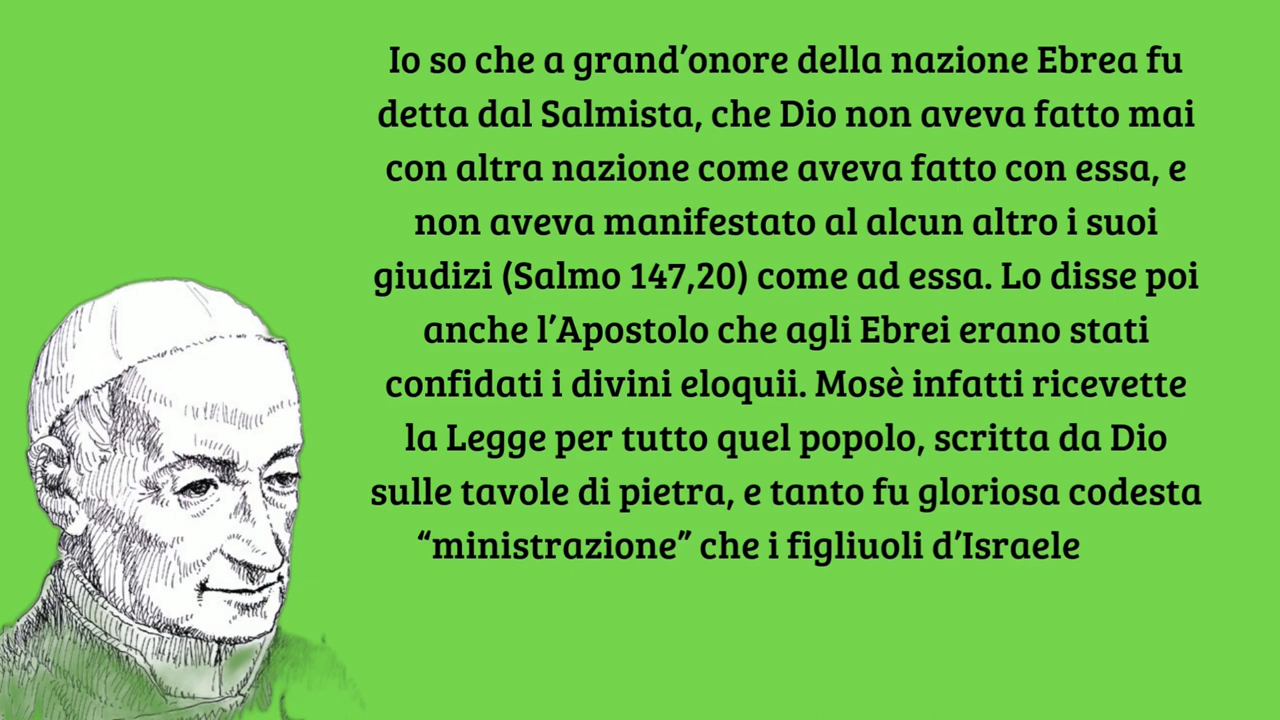 Io so che a grand’onore della nazione Ebrea fu
detta dal Salmista, che Dio non aveva fatto mai
con altra nazione come aveva fatto con essa, e
non aveva manifestato al alcun altro i suoi
giudizi (Salmo 147,20) come ad essa. Lo disse poi
anche l’Apostolo che agli Ebrei erano stati
confidati i divini eloquii. Mosè infatti ricevette
la Legge per tutto quel popolo, scritta da Dio
sulle tavole di pietra, e tanto fu gloriosa codesta
“ministrazione” che i figliuoli d’Israele